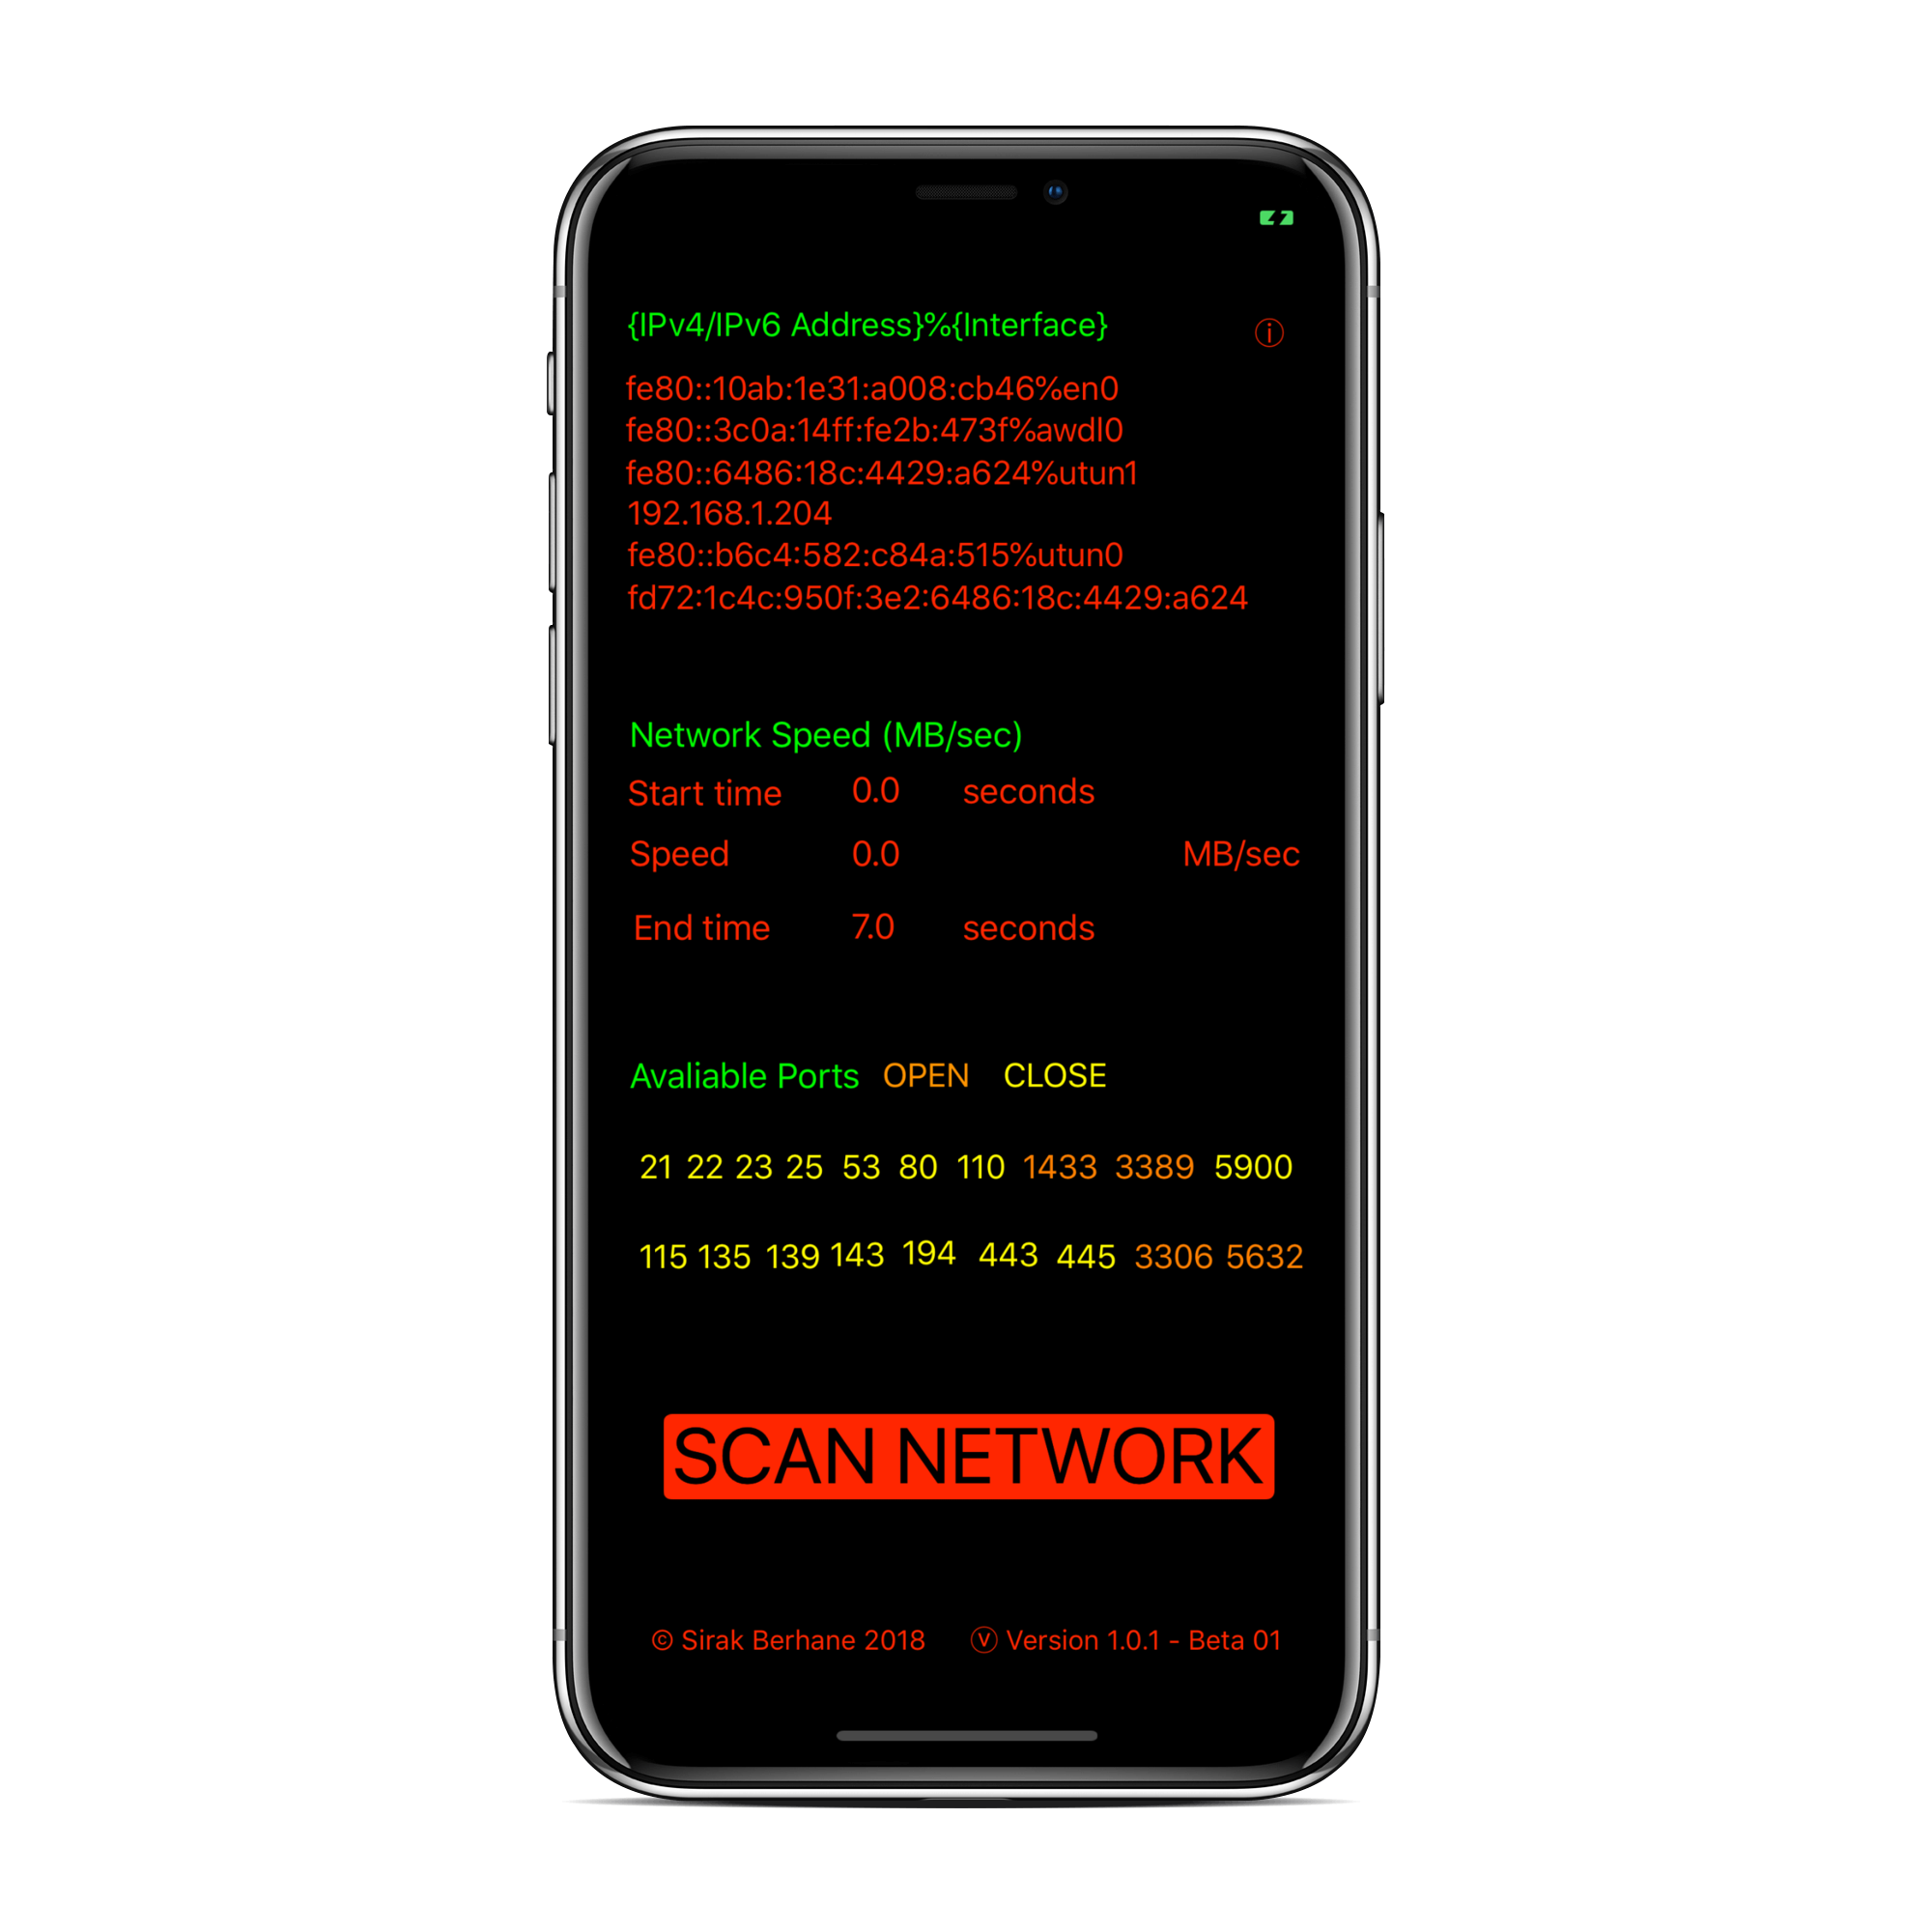 {IPv4/IPv6 Address}%{Interface} ⓘ
fe80::10ab:1e31:a008:cb46%en0
fe80::3c0a:14ff:fe2b:473f%awdl0
fe80::6486:18c:4429:a624%utun1
192.168.1.204
fe80::b6c4:582:c84a:515%utun0
fd72:1c4c:950f:3e2:6486:18c:4429:a624
Network Speed (MB/sec)
Start time 0.0 seconds
Speed 0.0 MB/sec
End time 7.0 seconds
Avaliable Ports OPEN CLOSE
21 22 23 25 53 80 110 1433 3389 5900
115 135 139 143 194 443 445 3306 5632
SCAN NETWORK
© Sirak Berhane 2018 ⓥ Version 1.0.1 - Beta 01